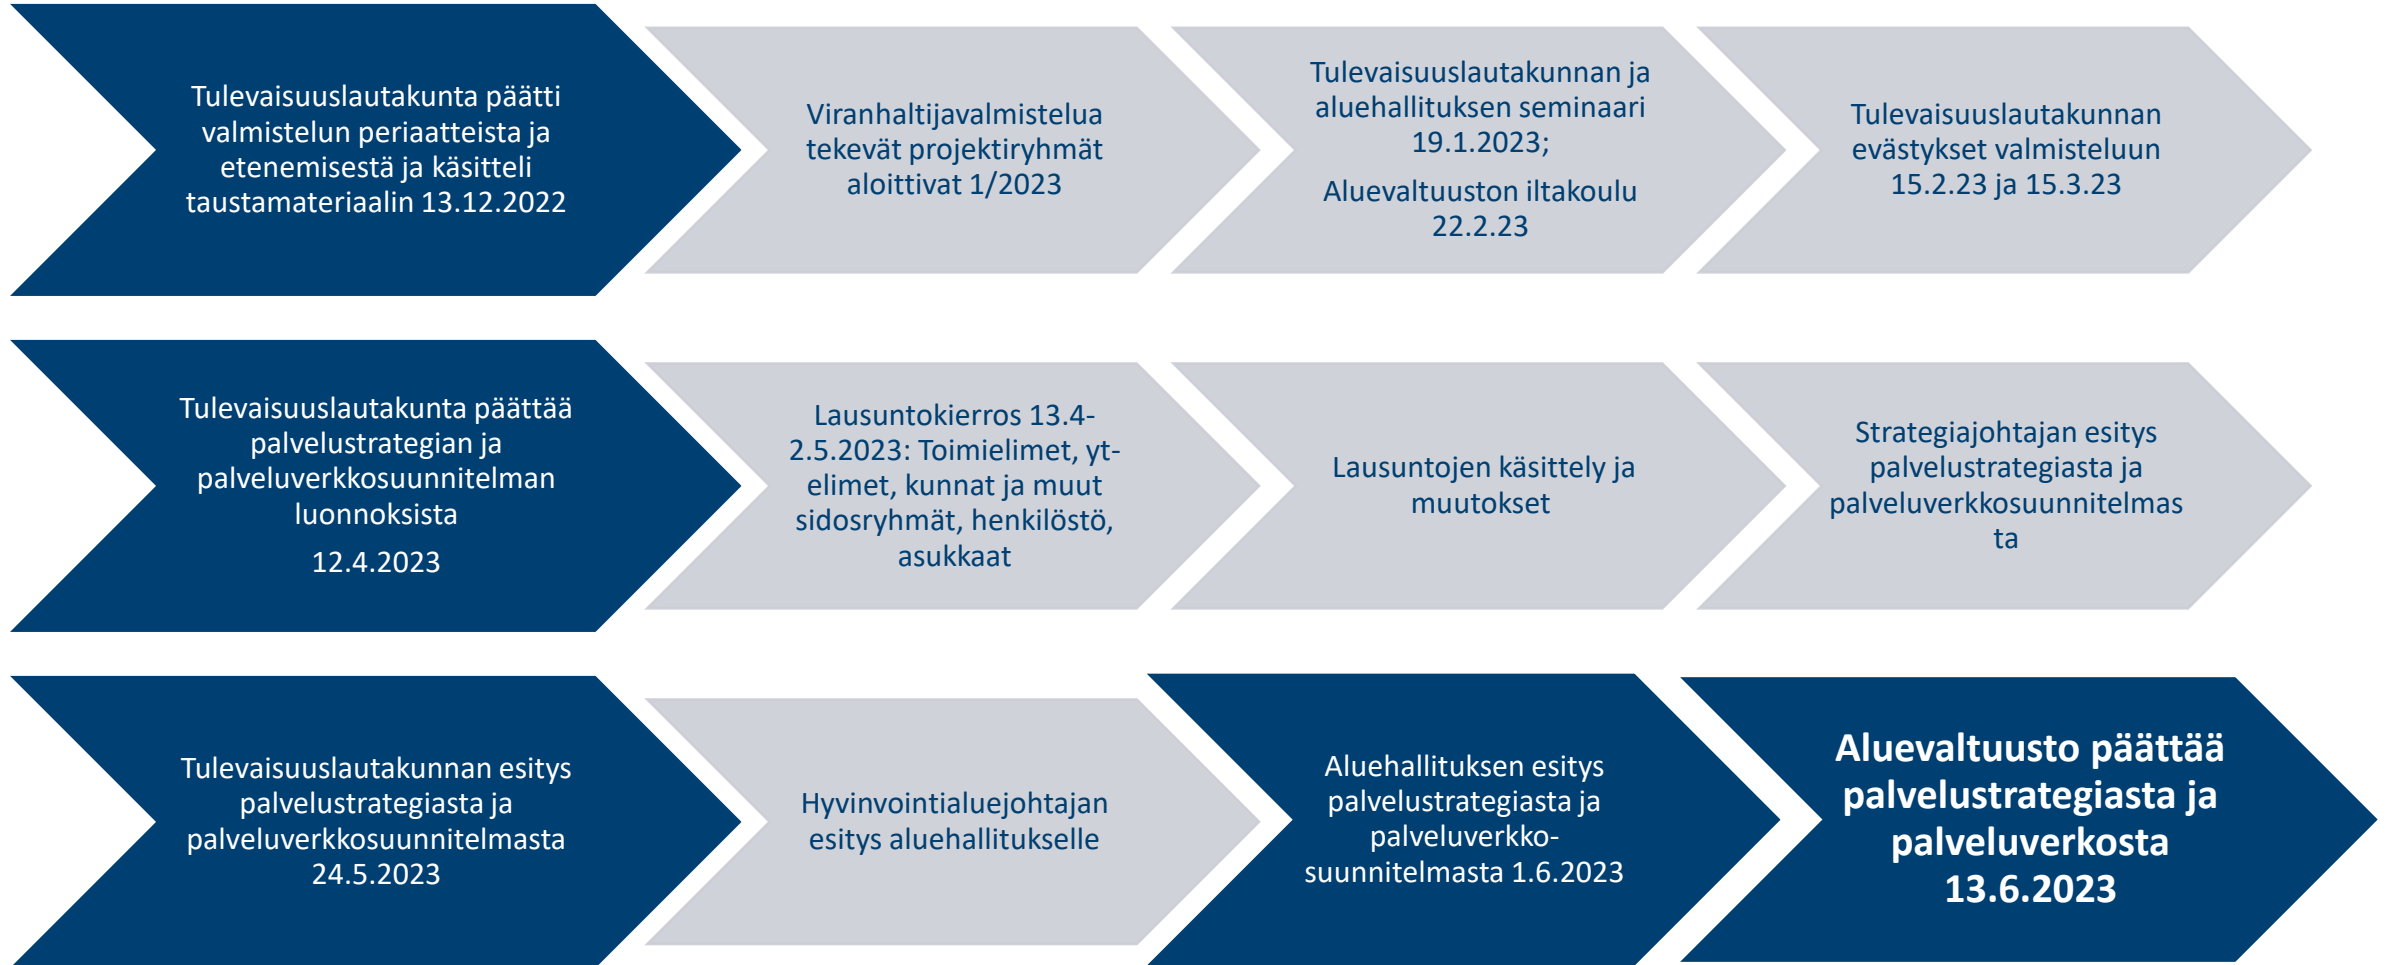 Tulevaisuuslautakunta päätti
valmistelun periaatteista ja
etenemisestä ja käsitteli
taustamateriaalin 13.12.2022
Viranhaltijavalmistelua
tekevät projektiryhmät
aloittivat 1/2023
Tulevaisuuslautakunnan ja
aluehallituksen seminaari
19.1.2023;
Aluevaltuuston iltakoulu
22.2.23
Tulevaisuuslautakunnan
evästykset valmisteluun
15.2.23 ja 15.3.23
Tulevaisuuslautakunta päättää
palvelustrategian ja
palveluverkkosuunnitelman
luonnoksista
12.4.2023
Lausuntokierros 13.4-
2.5.2023: Toimielimet, yt-
elimet, kunnat ja muut
sidosryhmät, henkilöstö,
asukkaat
Lausuntojen käsittely ja
muutokset
Strategiajohtajan esitys
palvelustrategiasta ja
palveluverkkosuunnitelmas
ta
Tulevaisuuslautakunnan esitys
palvelustrategiasta ja
palveluverkkosuunnitelmasta
24.5.2023
Hyvinvointialuejohtajan
esitys aluehallitukselle
Aluehallituksen esitys
palvelustrategiasta ja
palveluverkko-
suunnitelmasta 1.6.2023
Aluevaltuusto päättää
palvelustrategiasta ja
palveluverkosta
13.6.2023